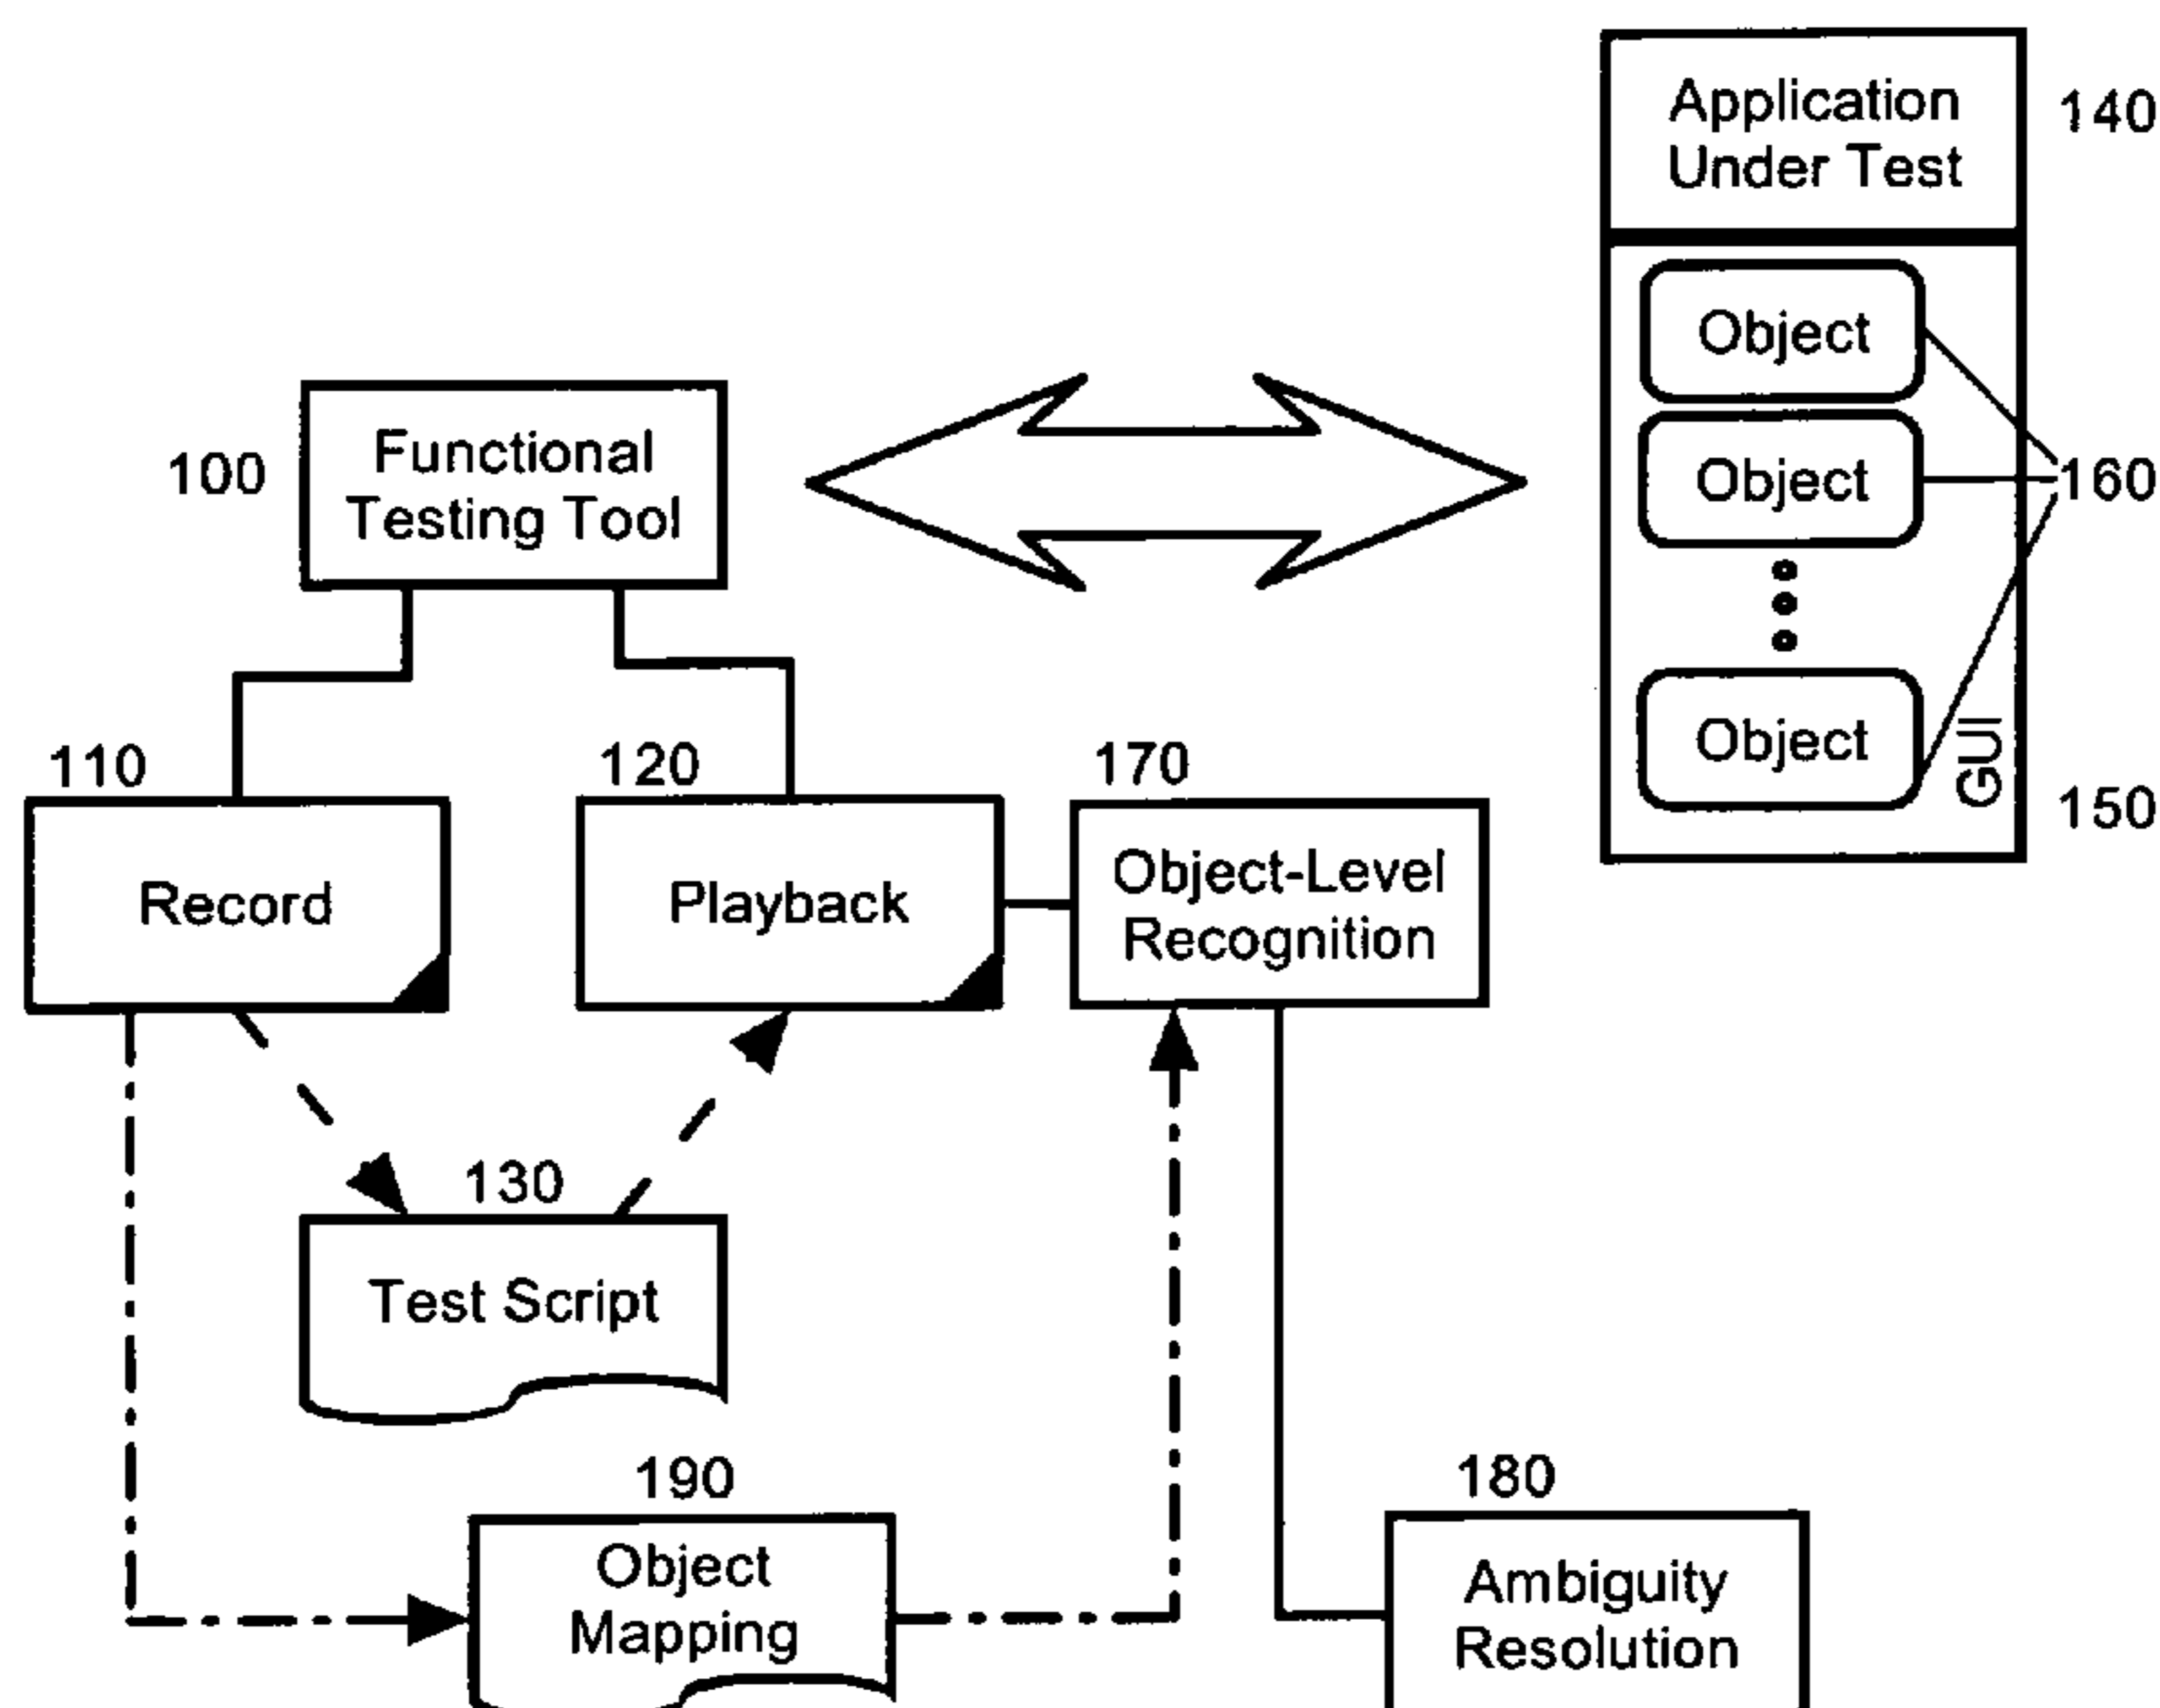 Application
Under Test
140
Object
Object
160
Object
GUI
150
100
Functional
Testing Tool
110
120
170
Record
Playback
Object-Level
Recognition
130
Test Script
190
Object
Mapping
180
Ambiguity
Resolution